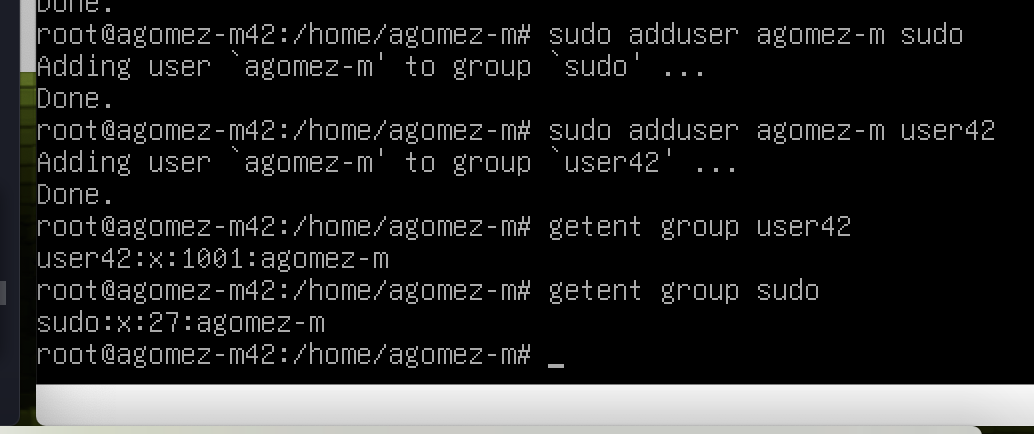 Done.
root@agomez-m42:/home/agomez-m# sudo adduser agomez-m sudo
Adding user `agomez-m' to group `sudo' ...
Done.
root@agomez-m42:/home/agomez-m# sudo adduser agomez-m user42
Adding user `agomez-m' to group `user42' ...
Done.
root@agomez-m42:/home/agomez-m# getent group user42
user42:x:1001:agomez-m
root@agomez-m42:/home/agomez-m# getent group sudo
sudo:x:27:agomez-m
root@agomez-m42:/home/agomez-m# _